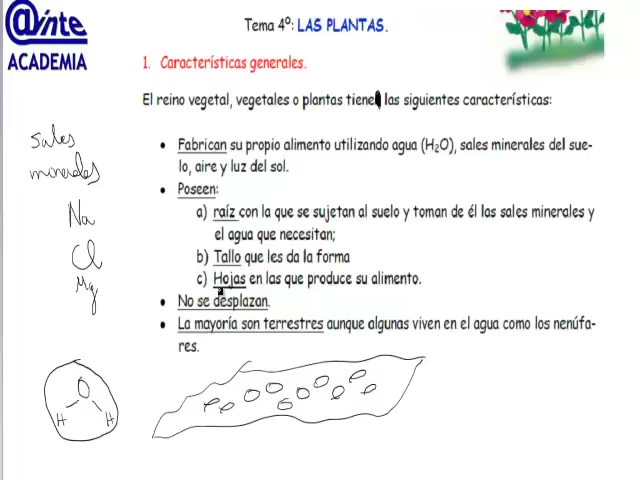 @inte
ACADEMIA
Tema 4º: LAS PLANTAS.
1. Características generales.
El reino vegetal, vegetales o plantas tiene las siguientes características:
• Fabrican su propio alimento utilizando agua (H₂O), sales minerales del sue-
lo, aire y luz del sol.
• Poseen:
a) raíz con la que se sujetan al suelo y toman de él las sales minerales y
el agua que necesitan;
b) Tallo que les da la forma
c) Hojas en las que produce su alimento.
• No se desplazan.
• La mayoría son terrestres aunque algunas viven en el agua como los nenúfa-
res.
Sales
minerales
Na
Cl
Mg
O
H H